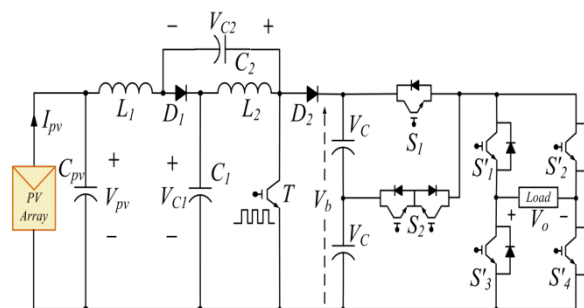 − V_C2 +
C_2
L_1 D_1 L_2 D_2
I_pv
C_pv + V_pv −
+ V_C1 −
C_1
T
V_b
V_C
V_C
S_1
S_2
S'_1
S'_2
+ Load −
V_o
S'_3
S'_4
PV
Array